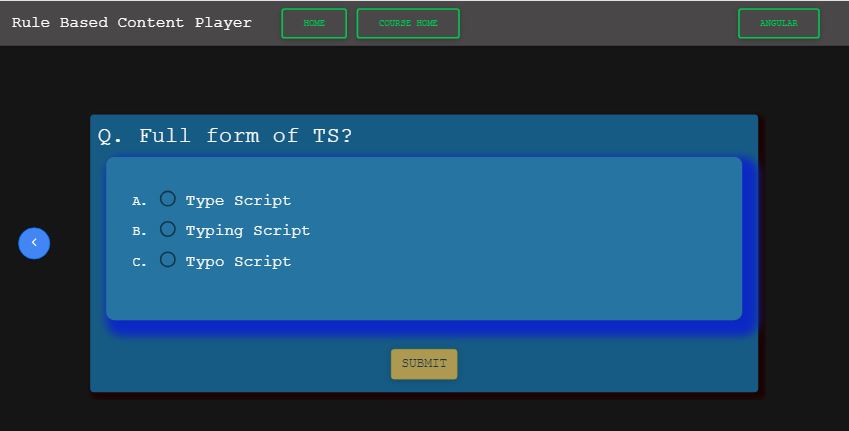 Rule Based Content Player HOME COURSE HOME ANGULAR
Q. Full form of TS?
A. Type Script
B. Typing Script
C. Typo Script
SUBMIT